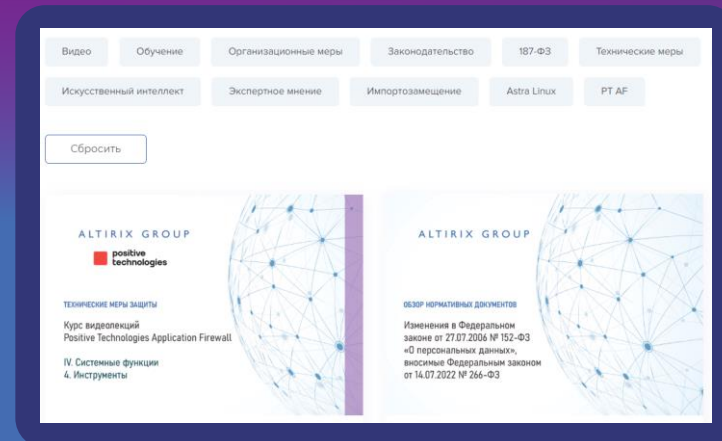 Видео Обучение Организационные меры Законодательство 187-ФЗ Технические меры
Искусственный интеллект Экспертное мнение Импортозамещение Astra Linux PT AF
Сбросить
ALTIRIX GROUP
positive
technologies
ТЕХНИЧЕСКИЕ МЕРЫ ЗАЩИТЫ
Курс видеолекций
Positive Technologies Application Firewall
IV. Системные функции
4. Инструменты
ALTIRIX GROUP
ОБЗОР НОРМАТИВНЫХ ДОКУМЕНТОВ
Изменения в Федеральном
законе от 27.07.2006 № 152-ФЗ
«О персональных данных»,
вносимые Федеральным законом
от 14.07.2022 № 266-ФЗ